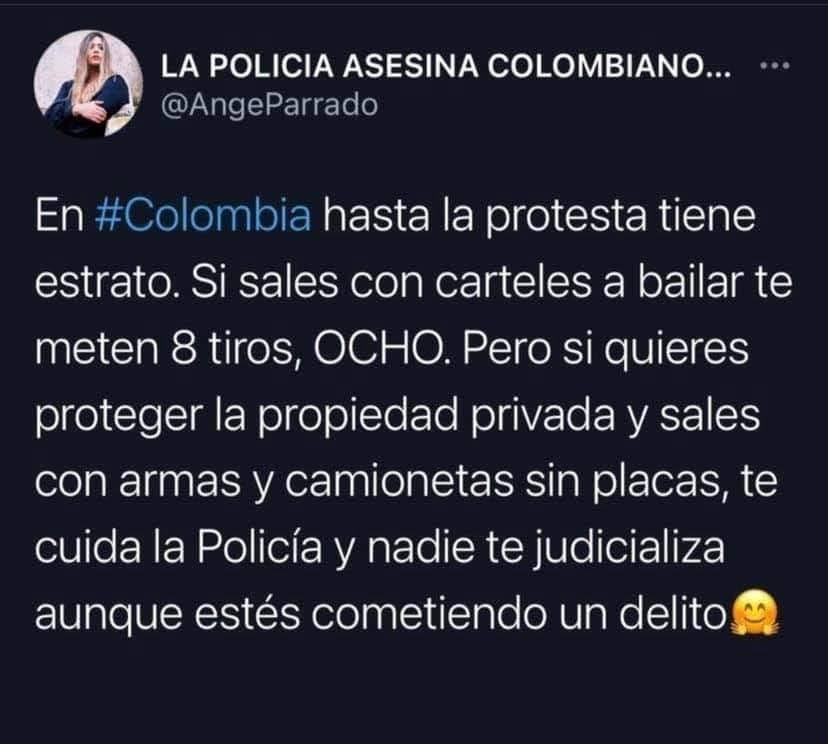 LA POLICIA ASESINA COLOMBIANO...
@AngeParrado
En #Colombia hasta la protesta tiene
estrato. Si sales con carteles a bailar te
meten 8 tiros, OCHO. Pero si quieres
proteger la propiedad privada y sales
con armas y camionetas sin placas, te
cuida la Policía y nadie te judicializa
aunque estés cometiendo un delito🤗